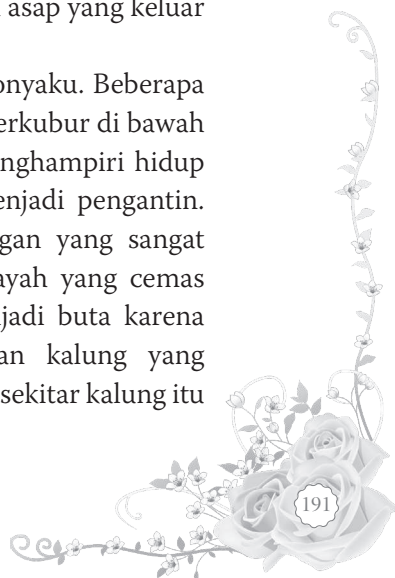 asap yang keluar
onyaku. Beberapa
erkubur di bawah
nghampiri hidup
enjadi pengantin.
gan yang sangat
ayah yang cemas
jadi buta karena
an kalung yang
sekitar kalung itu
191